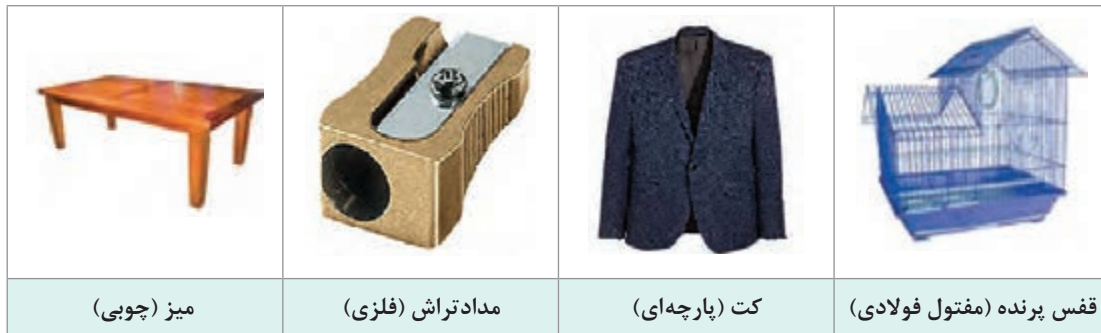 قفس پرنده (مفتول فولادی)
کت (پارچه‌ای)
مدادتراش (فلزی)
میز (چوبی)